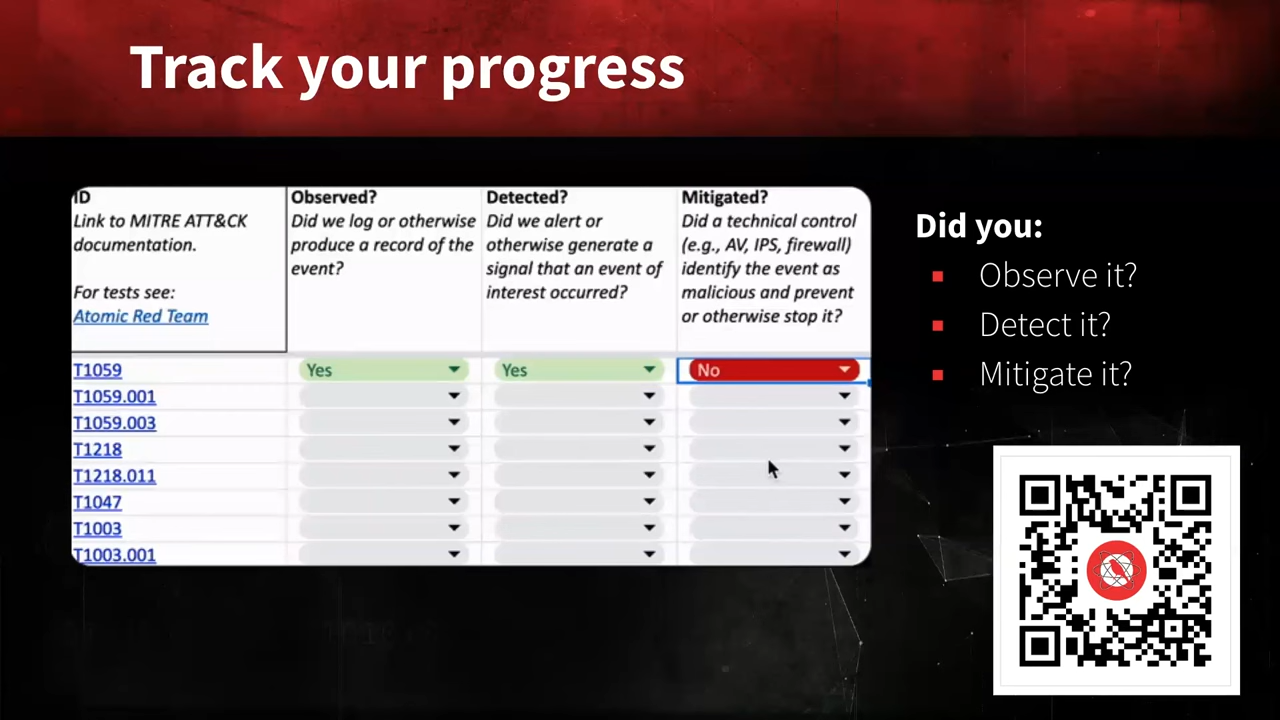 Track your progress
ID
Link to MITRE ATT&CK
documentation.
For tests see:
Atomic Red Team
Observed?
Did we log or otherwise
produce a record of the
event?
Detected?
Did we alert or
otherwise generate a
signal that an event of
interest occurred?
Mitigated?
Did a technical control
(e.g., AV, IPS, firewall)
identify the event as
malicious and prevent
or otherwise stop it?
T1059 Yes Yes No
T1059.001
T1059.003
T1218
T1218.011
T1047
T1003
T1003.001
Did you:
Observe it?
Detect it?
Mitigate it?